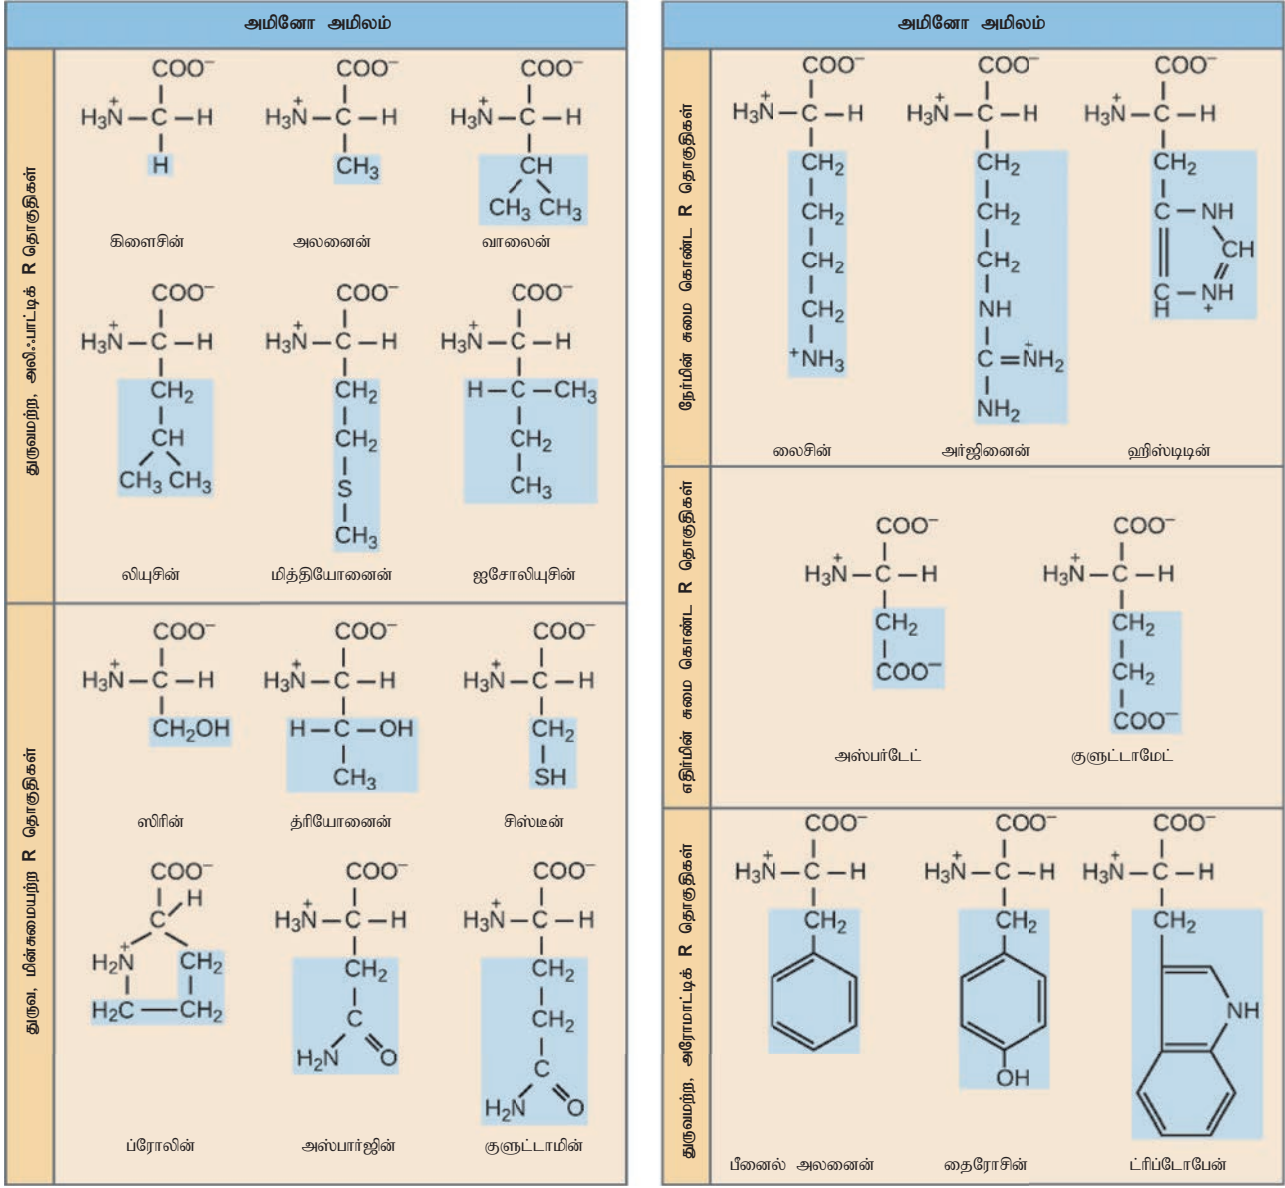 அமினோ அமிலம்
துருவமற்ற, அலிஃபாட்டிக் R தொகுதிகள்
COO⁻ COO⁻ COO⁻
H₃N⁺—C—H H₃N⁺—C—H H₃N⁺—C—H
H CH₃ CH
CH₃ CH₃
கிளைசின் அலனைன் வாலைன்
COO⁻ COO⁻ COO⁻
H₃N⁺—C—H H₃N⁺—C—H H₃N⁺—C—H
CH₂ CH₂ H—C—CH₃
CH CH₂ CH₂
CH₃ CH₃ S CH₃
CH₃
லியுசின் மித்தியோனைன் ஐசோலியுசின்
துருவ, மின்சுமையற்ற R தொகுதிகள்
COO⁻ COO⁻ COO⁻
H₃N⁺—C—H H₃N⁺—C—H H₃N⁺—C—H
CH₂OH H—C—OH CH₂
CH₃ SH
ஸிரின் த்ரியோனைன் சிஸ்டீன்
COO⁻ COO⁻ COO⁻
H
C H₃N⁺—C—H H₃N⁺—C—H
H₂N⁺ CH₂ CH₂ CH₂
H₂C—CH₂ C CH₂
H₂N O C
H₂N O
ப்ரோலின் அஸ்பார்ஜின் குளுட்டாமின்
அமினோ அமிலம்
நேர்மின் சுமை கொண்ட R தொகுதிகள்
COO⁻ COO⁻ COO⁻
H₃N⁺—C—H H₃N⁺—C—H H₃N⁺—C—H
CH₂ CH₂ CH₂
CH₂ CH₂ C—NH
CH₂ CH₂ CH
CH₂ NH C—NH⁺
H
⁺NH₃ C=N⁺H₂
NH₂
லைசின் அர்ஜினைன் ஹிஸ்டிடின்
எதிர்மின் சுமை கொண்ட R தொகுதிகள்
COO⁻ COO⁻
H₃N⁺—C—H H₃N⁺—C—H
CH₂ CH₂
COO⁻ CH₂
COO⁻
அஸ்பர்டேட் குளுட்டாமேட்
துருவமற்ற, அரோமாட்டிக் R தொகுதிகள்
COO⁻ COO⁻ COO⁻
H₃N⁺—C—H H₃N⁺—C—H H₃N⁺—C—H
CH₂ CH₂ CH₂
NH
OH
பீனைல் அலனைன் தைரோசின் ட்ரிப்டோபேன்